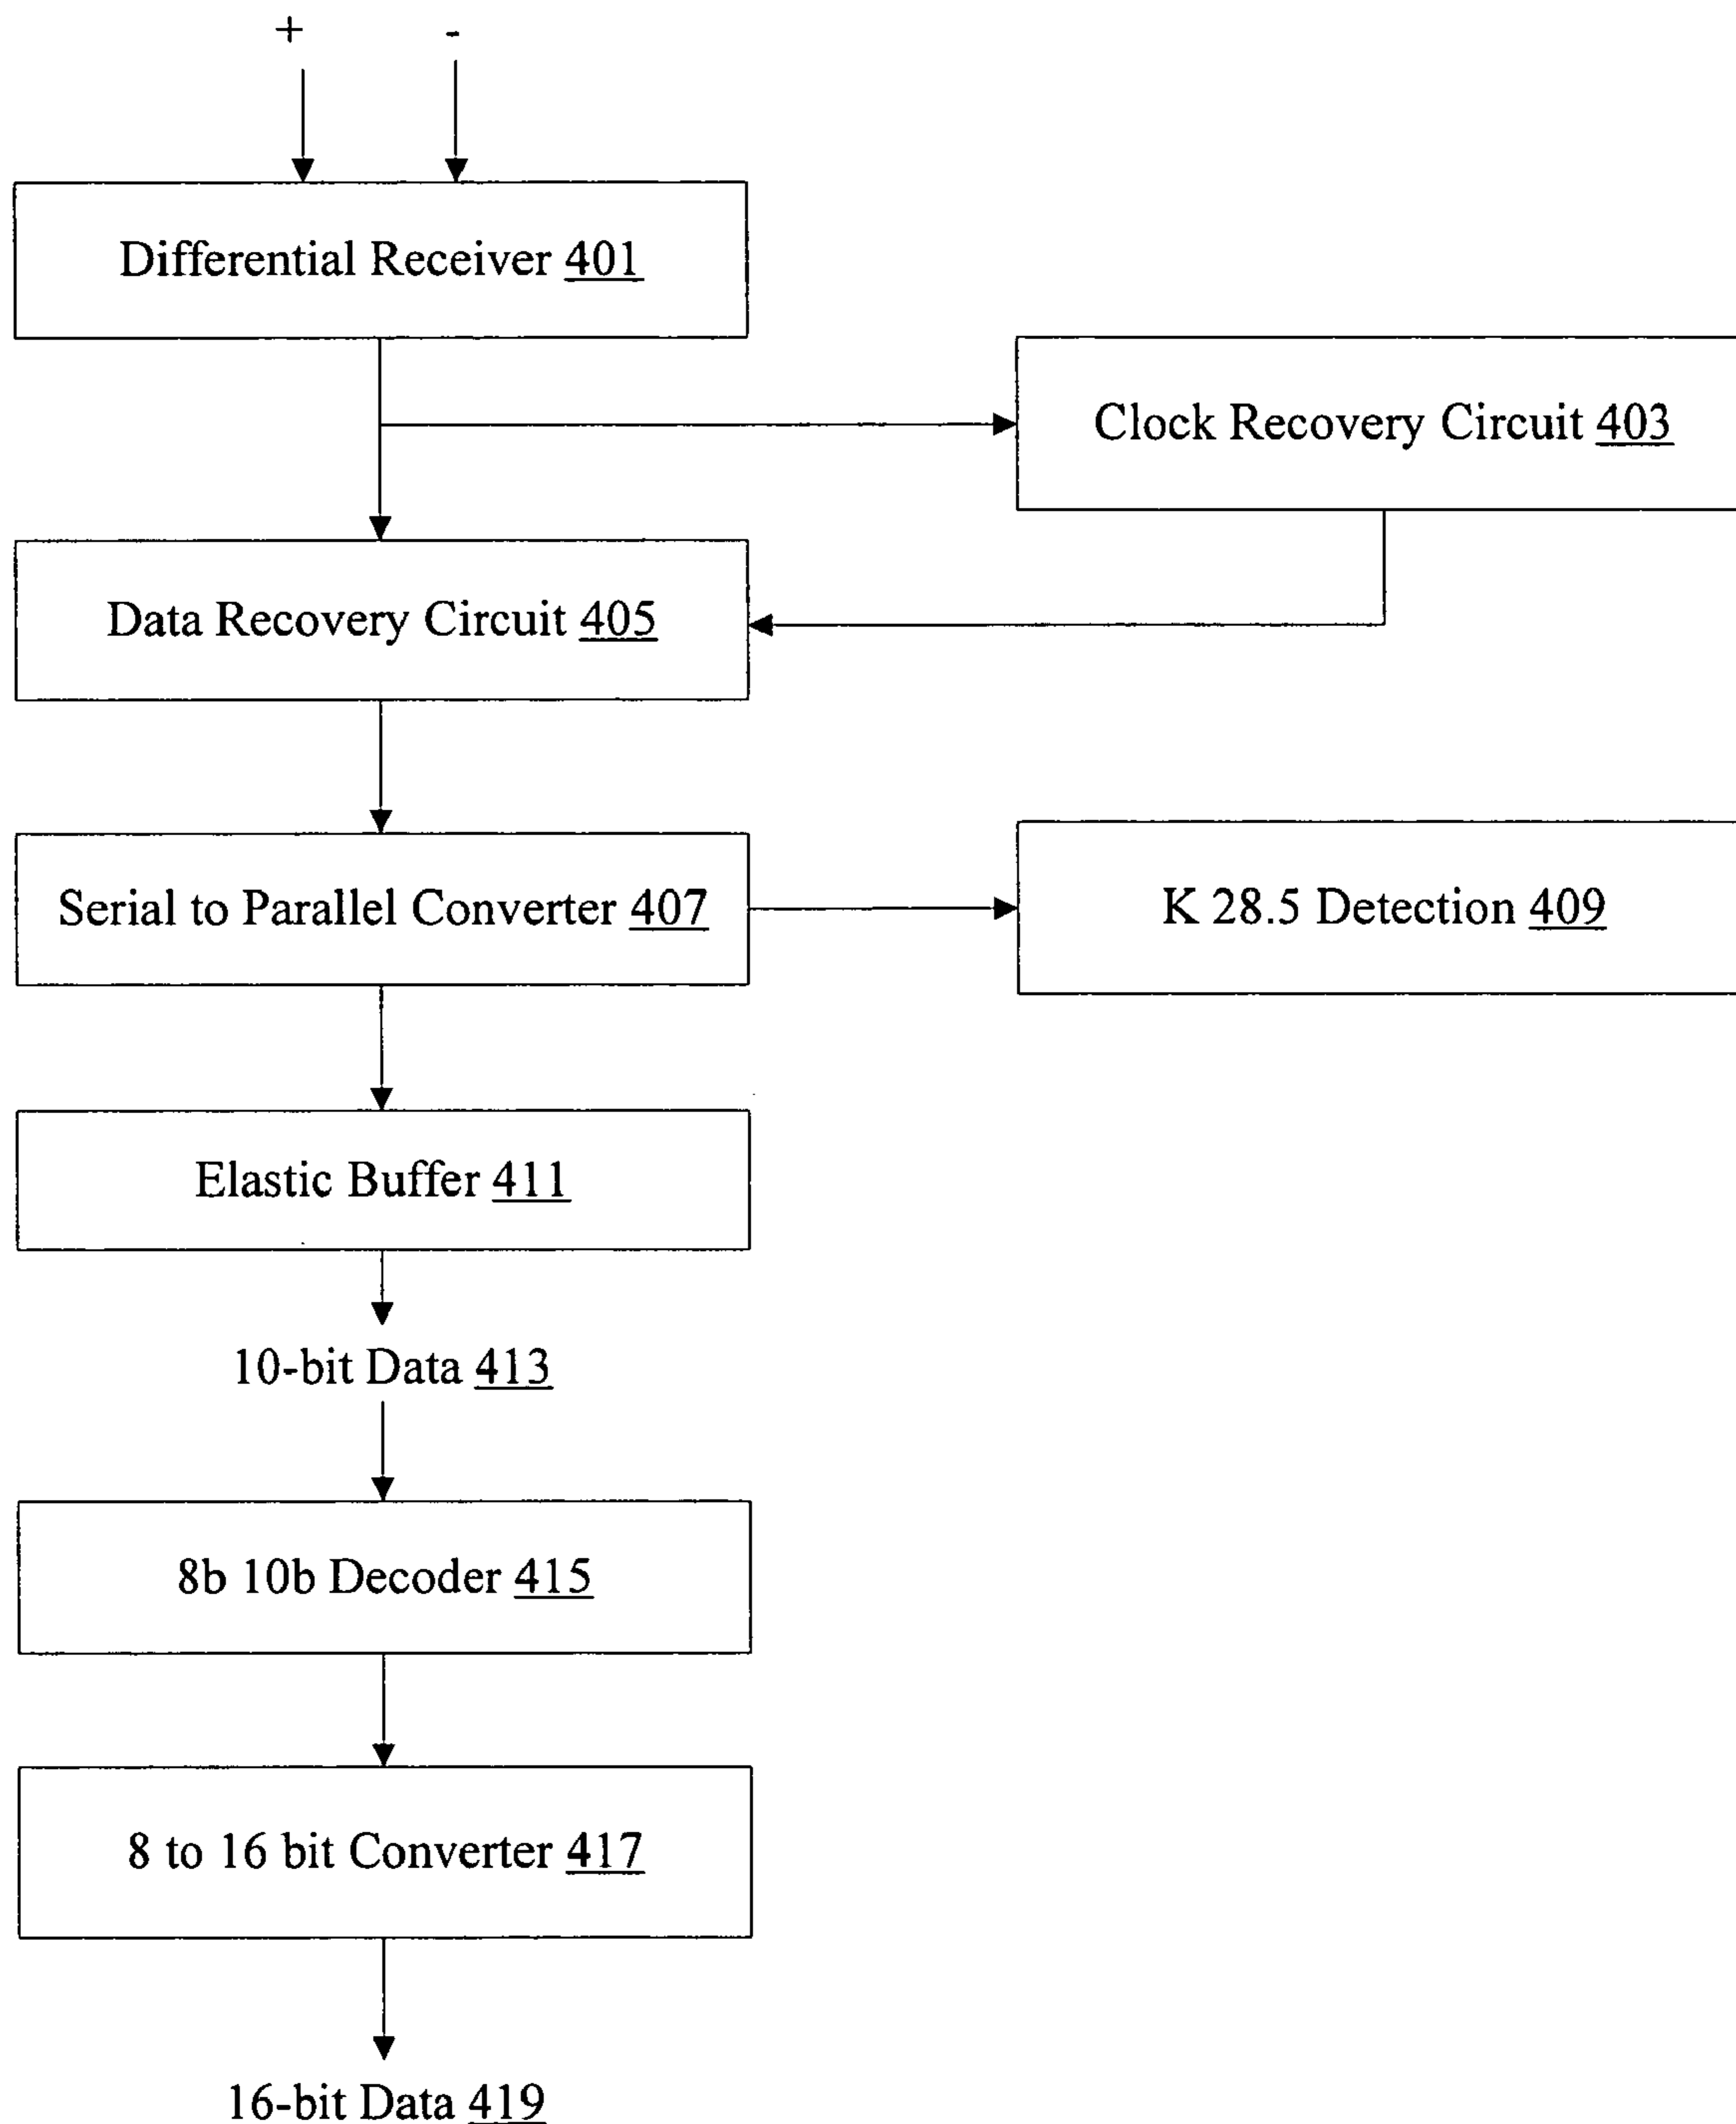 + -
Differential Receiver 401
Clock Recovery Circuit 403
Data Recovery Circuit 405
Serial to Parallel Converter 407
K 28.5 Detection 409
Elastic Buffer 411
10-bit Data 413
8b 10b Decoder 415
8 to 16 bit Converter 417
16-bit Data 419